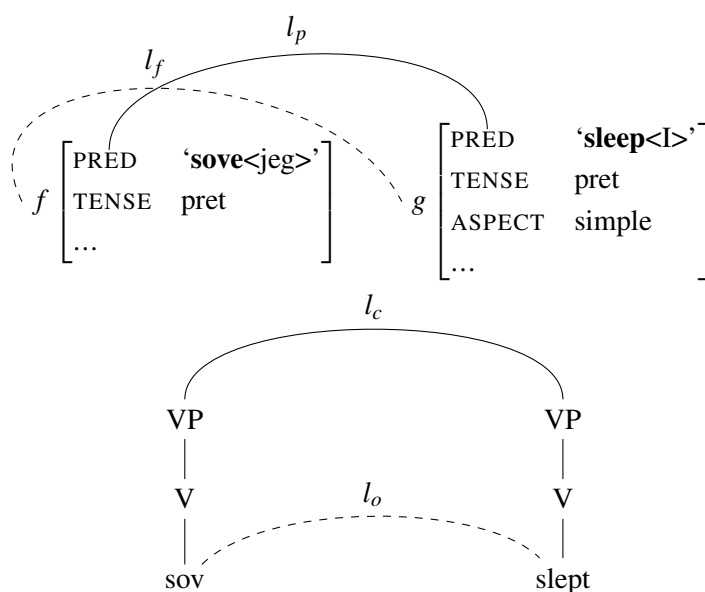 l_p
l_f
PRED ‘sove<jeg>’
f TENSE pret
...
PRED ‘sleep<I>’
g TENSE pret
ASPECT simple
...
l_c
VP VP
V V
l_o
sov slept